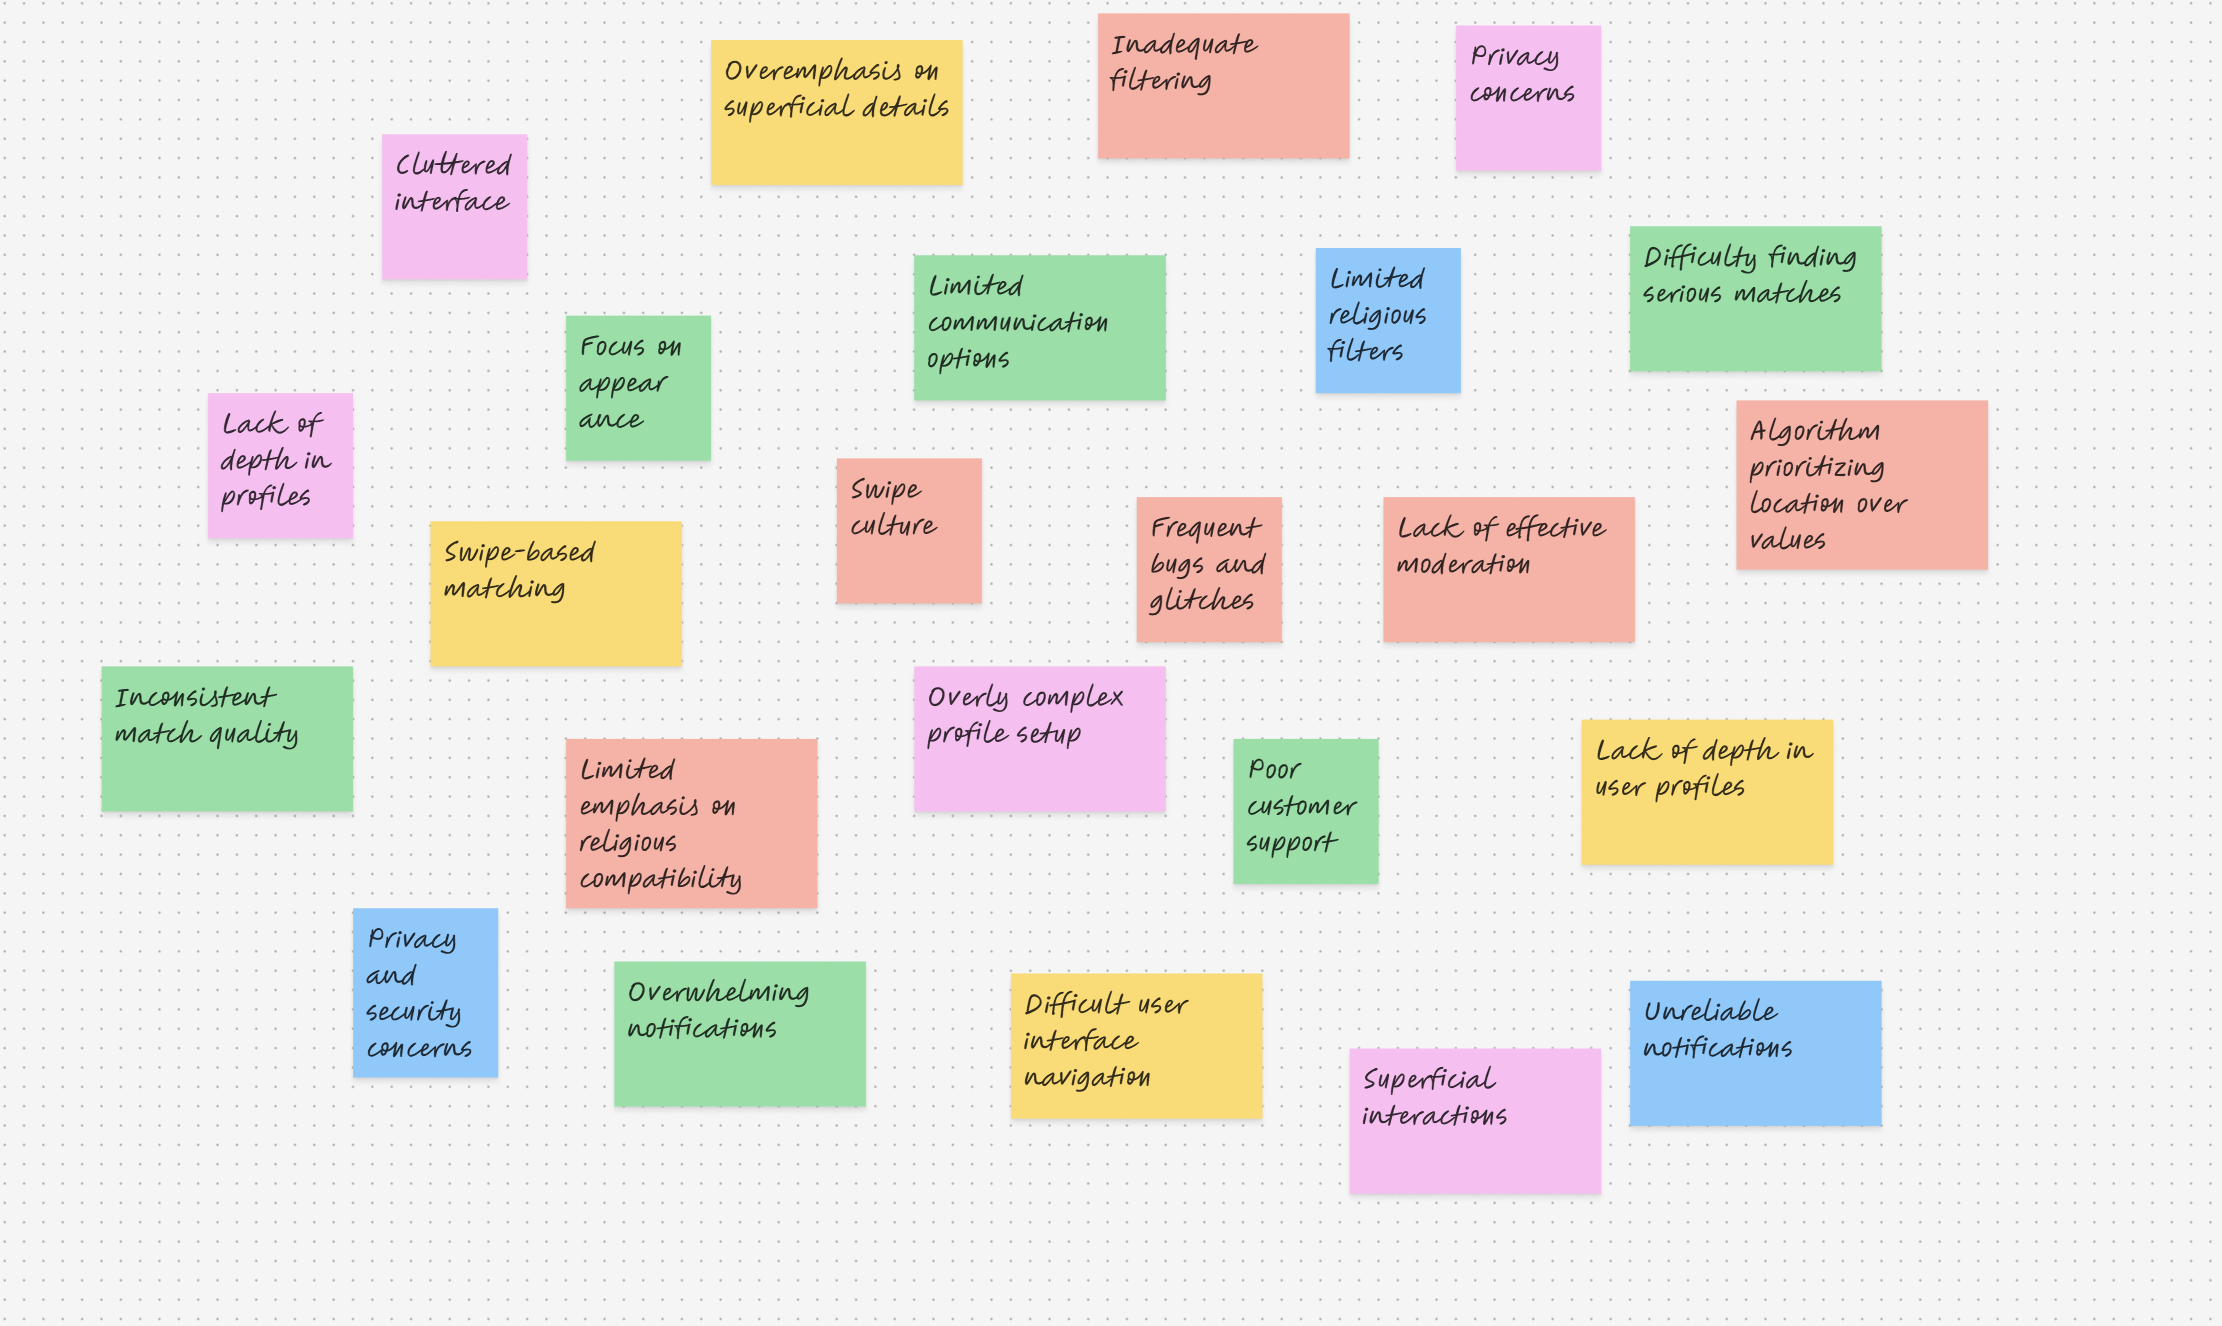 Overemphasis on
superficial details
Inadequate
filtering
Privacy
concerns
Cluttered
interface
Limited
communication
options
Limited
religious
filters
Difficulty finding
serious matches
Focus on
appear
ance
Lack of
depth in
profiles
Swipe
culture
Frequent
bugs and
glitches
Lack of effective
moderation
Algorithm
prioritizing
location over
values
Swipe-based
matching
Inconsistent
match quality
Limited
emphasis on
religious
compatibility
Overly complex
profile setup
Poor
customer
support
Lack of depth in
user profiles
Privacy
and
security
concerns
Overwhelming
notifications
Difficult user
interface
navigation
Superficial
interactions
Unreliable
notifications